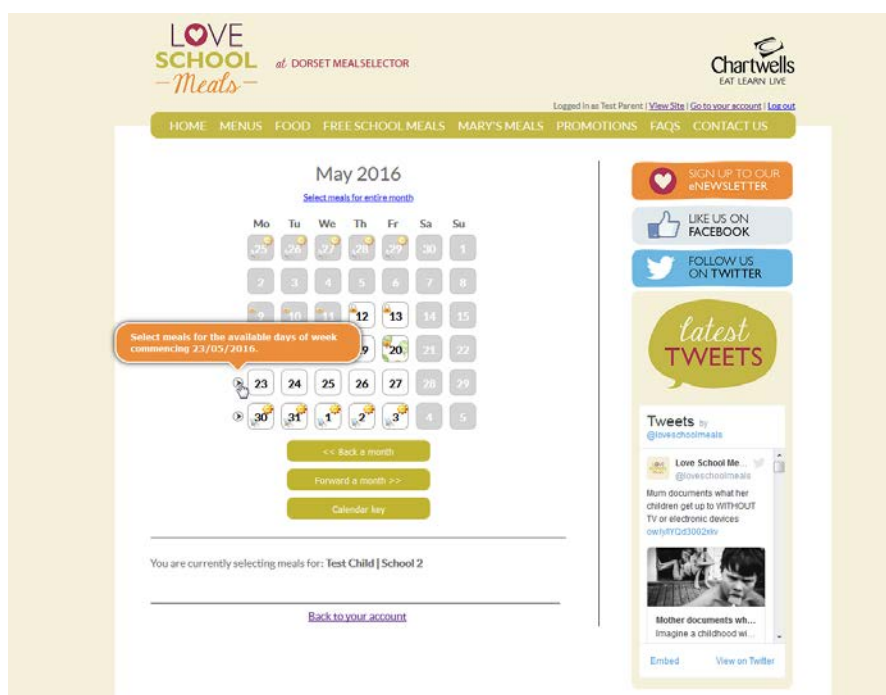 LOVE
SCHOOL
Meals
at DORSET MEALSELECTOR
Chartwells
EAT LEARN LIVE
Logged in as Test Parent | View Site | Go to your account | Log out
HOME MENUS FOOD FREE SCHOOL MEALS MARY'S MEALS PROMOTIONS FAQS CONTACT US
May 2016
Select meals for entire month
Mo Tu We Th Fr Sa Su
25 26 27 28 29 30 1
2 3 4 5 6 7 8
9 10 11 12 13 14 15
Select meals for the available days of week
commencing 23/05/2016.
9 20 21 22
23 24 25 26 27 28 29
30 31 1 2 3 4 5
<< Back a month
Forward a month >>
Calendar key
You are currently selecting meals for: Test Child | School 2
Back to your account
SIGN UP TO OUR
eNEWSLETTER
LIKE US ON
FACEBOOK
FOLLOW US
ON TWITTER
latest
TWEETS
Tweets by
@loveschoolmeals
Love School Me...
@loveschoolmeals
Mum documents what her
children get up to WITHOUT
TV or electronic devices
Mother documents wh...
Imagine a childhood wi...
Embed View on Twitter